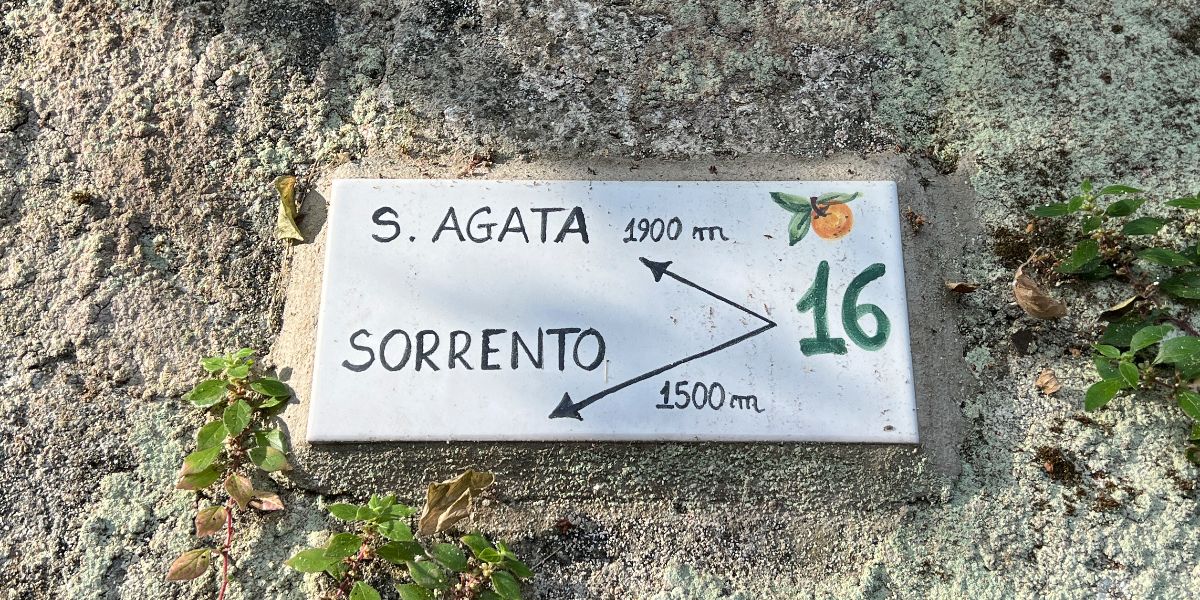 S. AGATA 1900 m
16
SORRENTO
1500 m